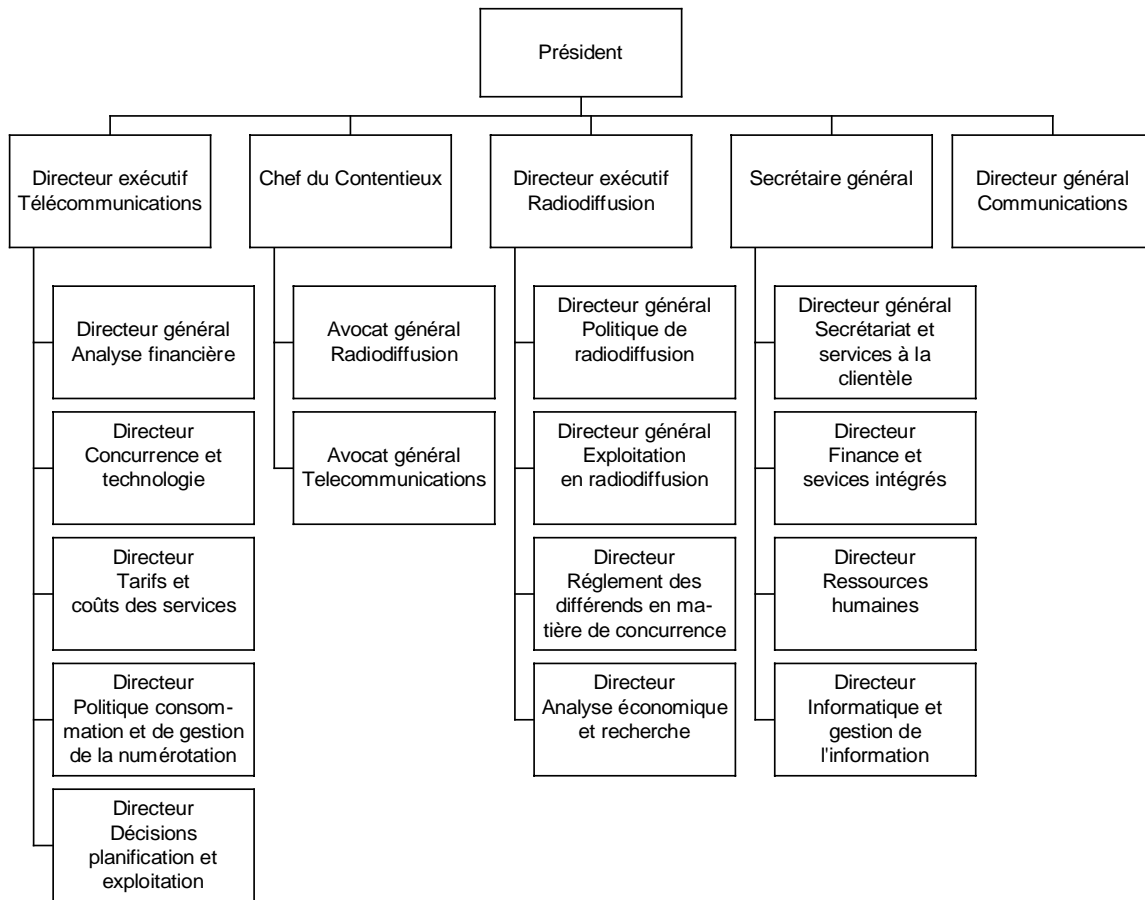 Président
Directeur exécutif
Télécommunications
Chef du Contentieux
Directeur exécutif
Radiodiffusion
Secrétaire général
Directeur général
Communications
Directeur général
Analyse financière
Directeur
Concurrence et
technologie
Directeur
Tarifs et
coûts des services
Directeur
Politique consom-
mation et de gestion
de la numérotation
Directeur
Décisions
planification et
exploitation
Avocat général
Radiodiffusion
Avocat général
Telecommunications
Directeur général
Politique de
radiodiffusion
Directeur général
Exploitation
en radiodiffusion
Directeur
Réglement des
différends en ma-
tière de concurrence
Directeur
Analyse économique
et recherche
Directeur général
Secrétariat et
services à la
clientèle
Directeur
Finance et
sevices intégrés
Directeur
Ressources
humaines
Directeur
Informatique et
gestion de
l'information